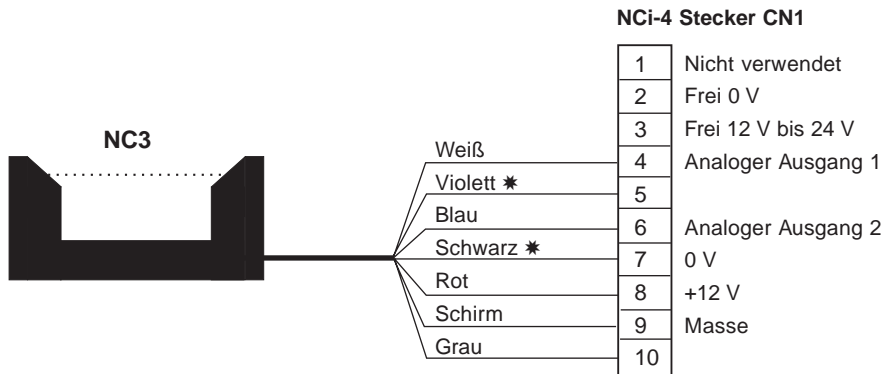 NCi-4 Stecker CN1
NC3
1 Nicht verwendet
2 Frei 0 V
3 Frei 12 V bis 24 V
Weiß 4 Analoger Ausgang 1
Violett ✷ 5
Blau 6 Analoger Ausgang 2
Schwarz ✷ 7 0 V
Rot 8 +12 V
Schirm 9 Masse
Grau 10